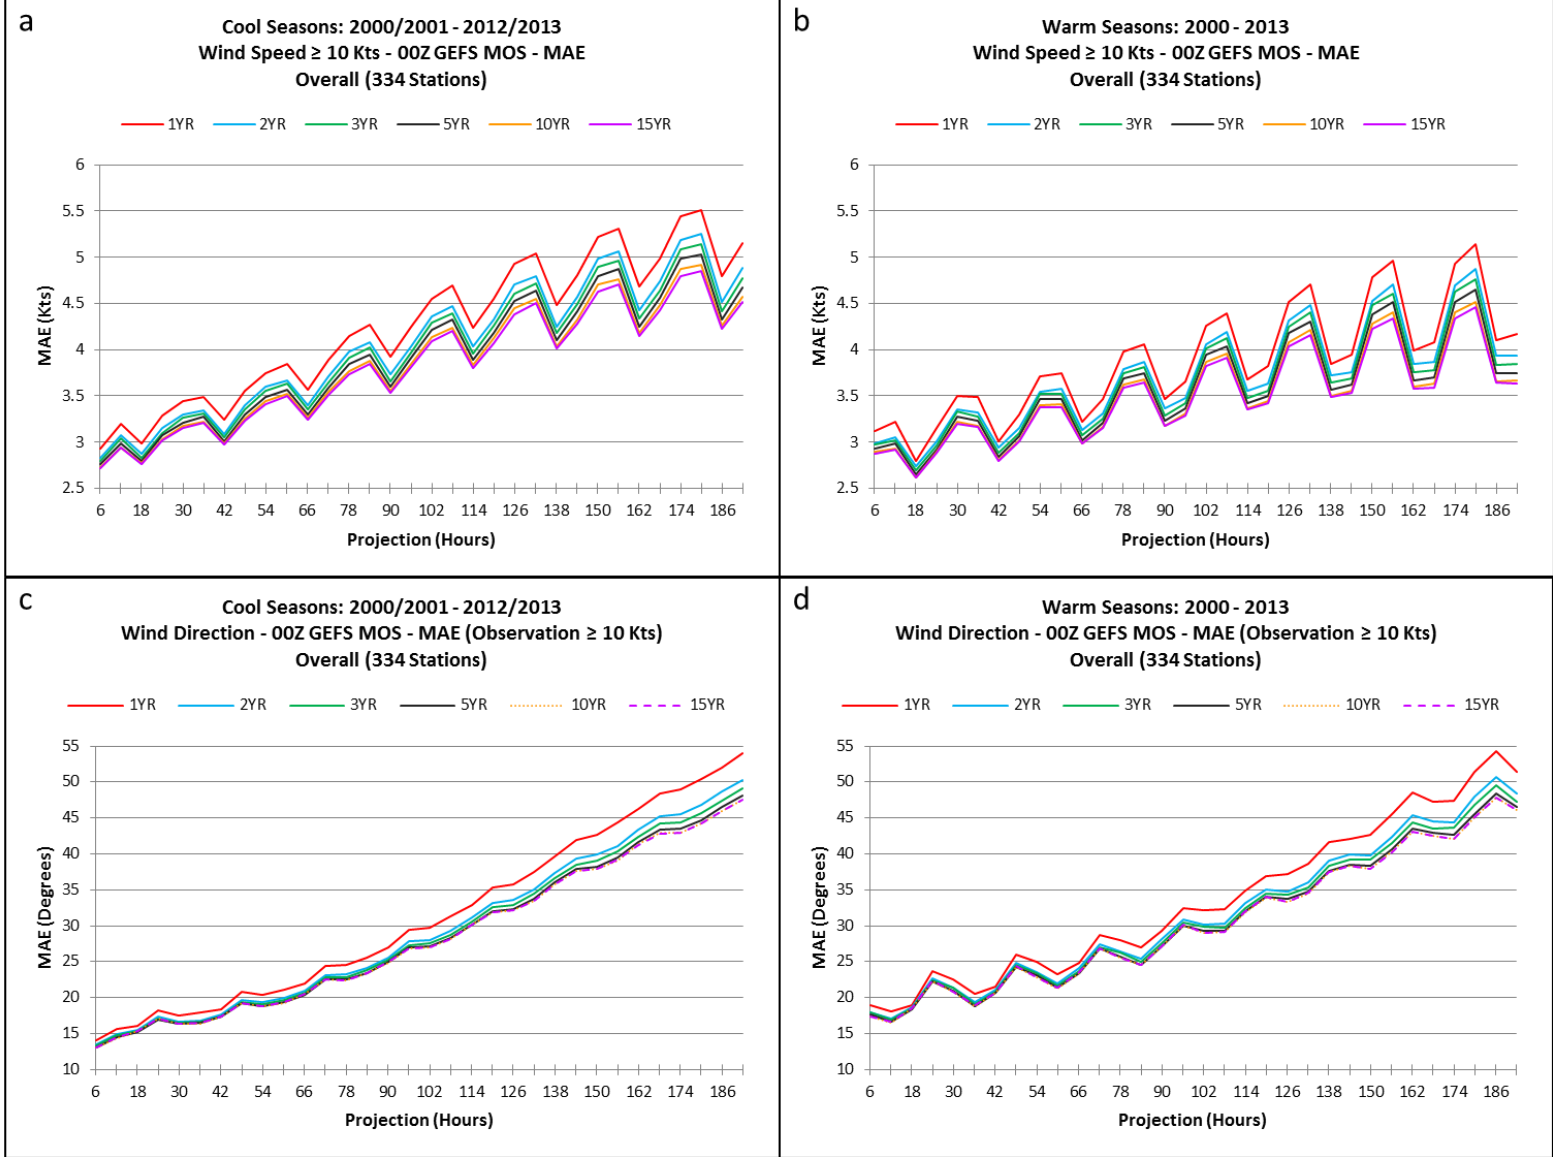 a
Cool Seasons: 2000/2001 - 2012/2013
Wind Speed ≥ 10 Kts - 00Z GEFS MOS - MAE
Overall (334 Stations)
1YR 2YR 3YR 5YR 10YR 15YR
6
5.5
5
4.5
4
3.5
3
2.5
MAE (Kts)
6 18 30 42 54 66 78 90 102 114 126 138 150 162 174 186
Projection (Hours)
b
Warm Seasons: 2000 - 2013
Wind Speed ≥ 10 Kts - 00Z GEFS MOS - MAE
Overall (334 Stations)
1YR 2YR 3YR 5YR 10YR 15YR
6
5.5
5
4.5
4
3.5
3
2.5
MAE (Kts)
6 18 30 42 54 66 78 90 102 114 126 138 150 162 174 186
Projection (Hours)
c
Cool Seasons: 2000/2001 - 2012/2013
Wind Direction - 00Z GEFS MOS - MAE (Observation ≥ 10 Kts)
Overall (334 Stations)
1YR 2YR 3YR 5YR 10YR 15YR
55
50
45
40
35
30
25
20
15
10
MAE (Degrees)
6 18 30 42 54 66 78 90 102 114 126 138 150 162 174 186
Projection (Hours)
d
Warm Seasons: 2000 - 2013
Wind Direction - 00Z GEFS MOS - MAE (Observation ≥ 10 Kts)
Overall (334 Stations)
1YR 2YR 3YR 5YR 10YR 15YR
55
50
45
40
35
30
25
20
15
10
MAE (Degrees)
6 18 30 42 54 66 78 90 102 114 126 138 150 162 174 186
Projection (Hours)